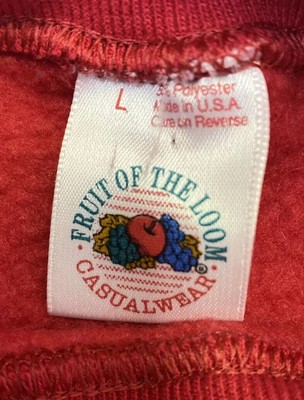 L
Polyester
Made in U.S.A.
Care on Reverse
FRUIT OF THE LOOM
®
· CASUALWEAR ·